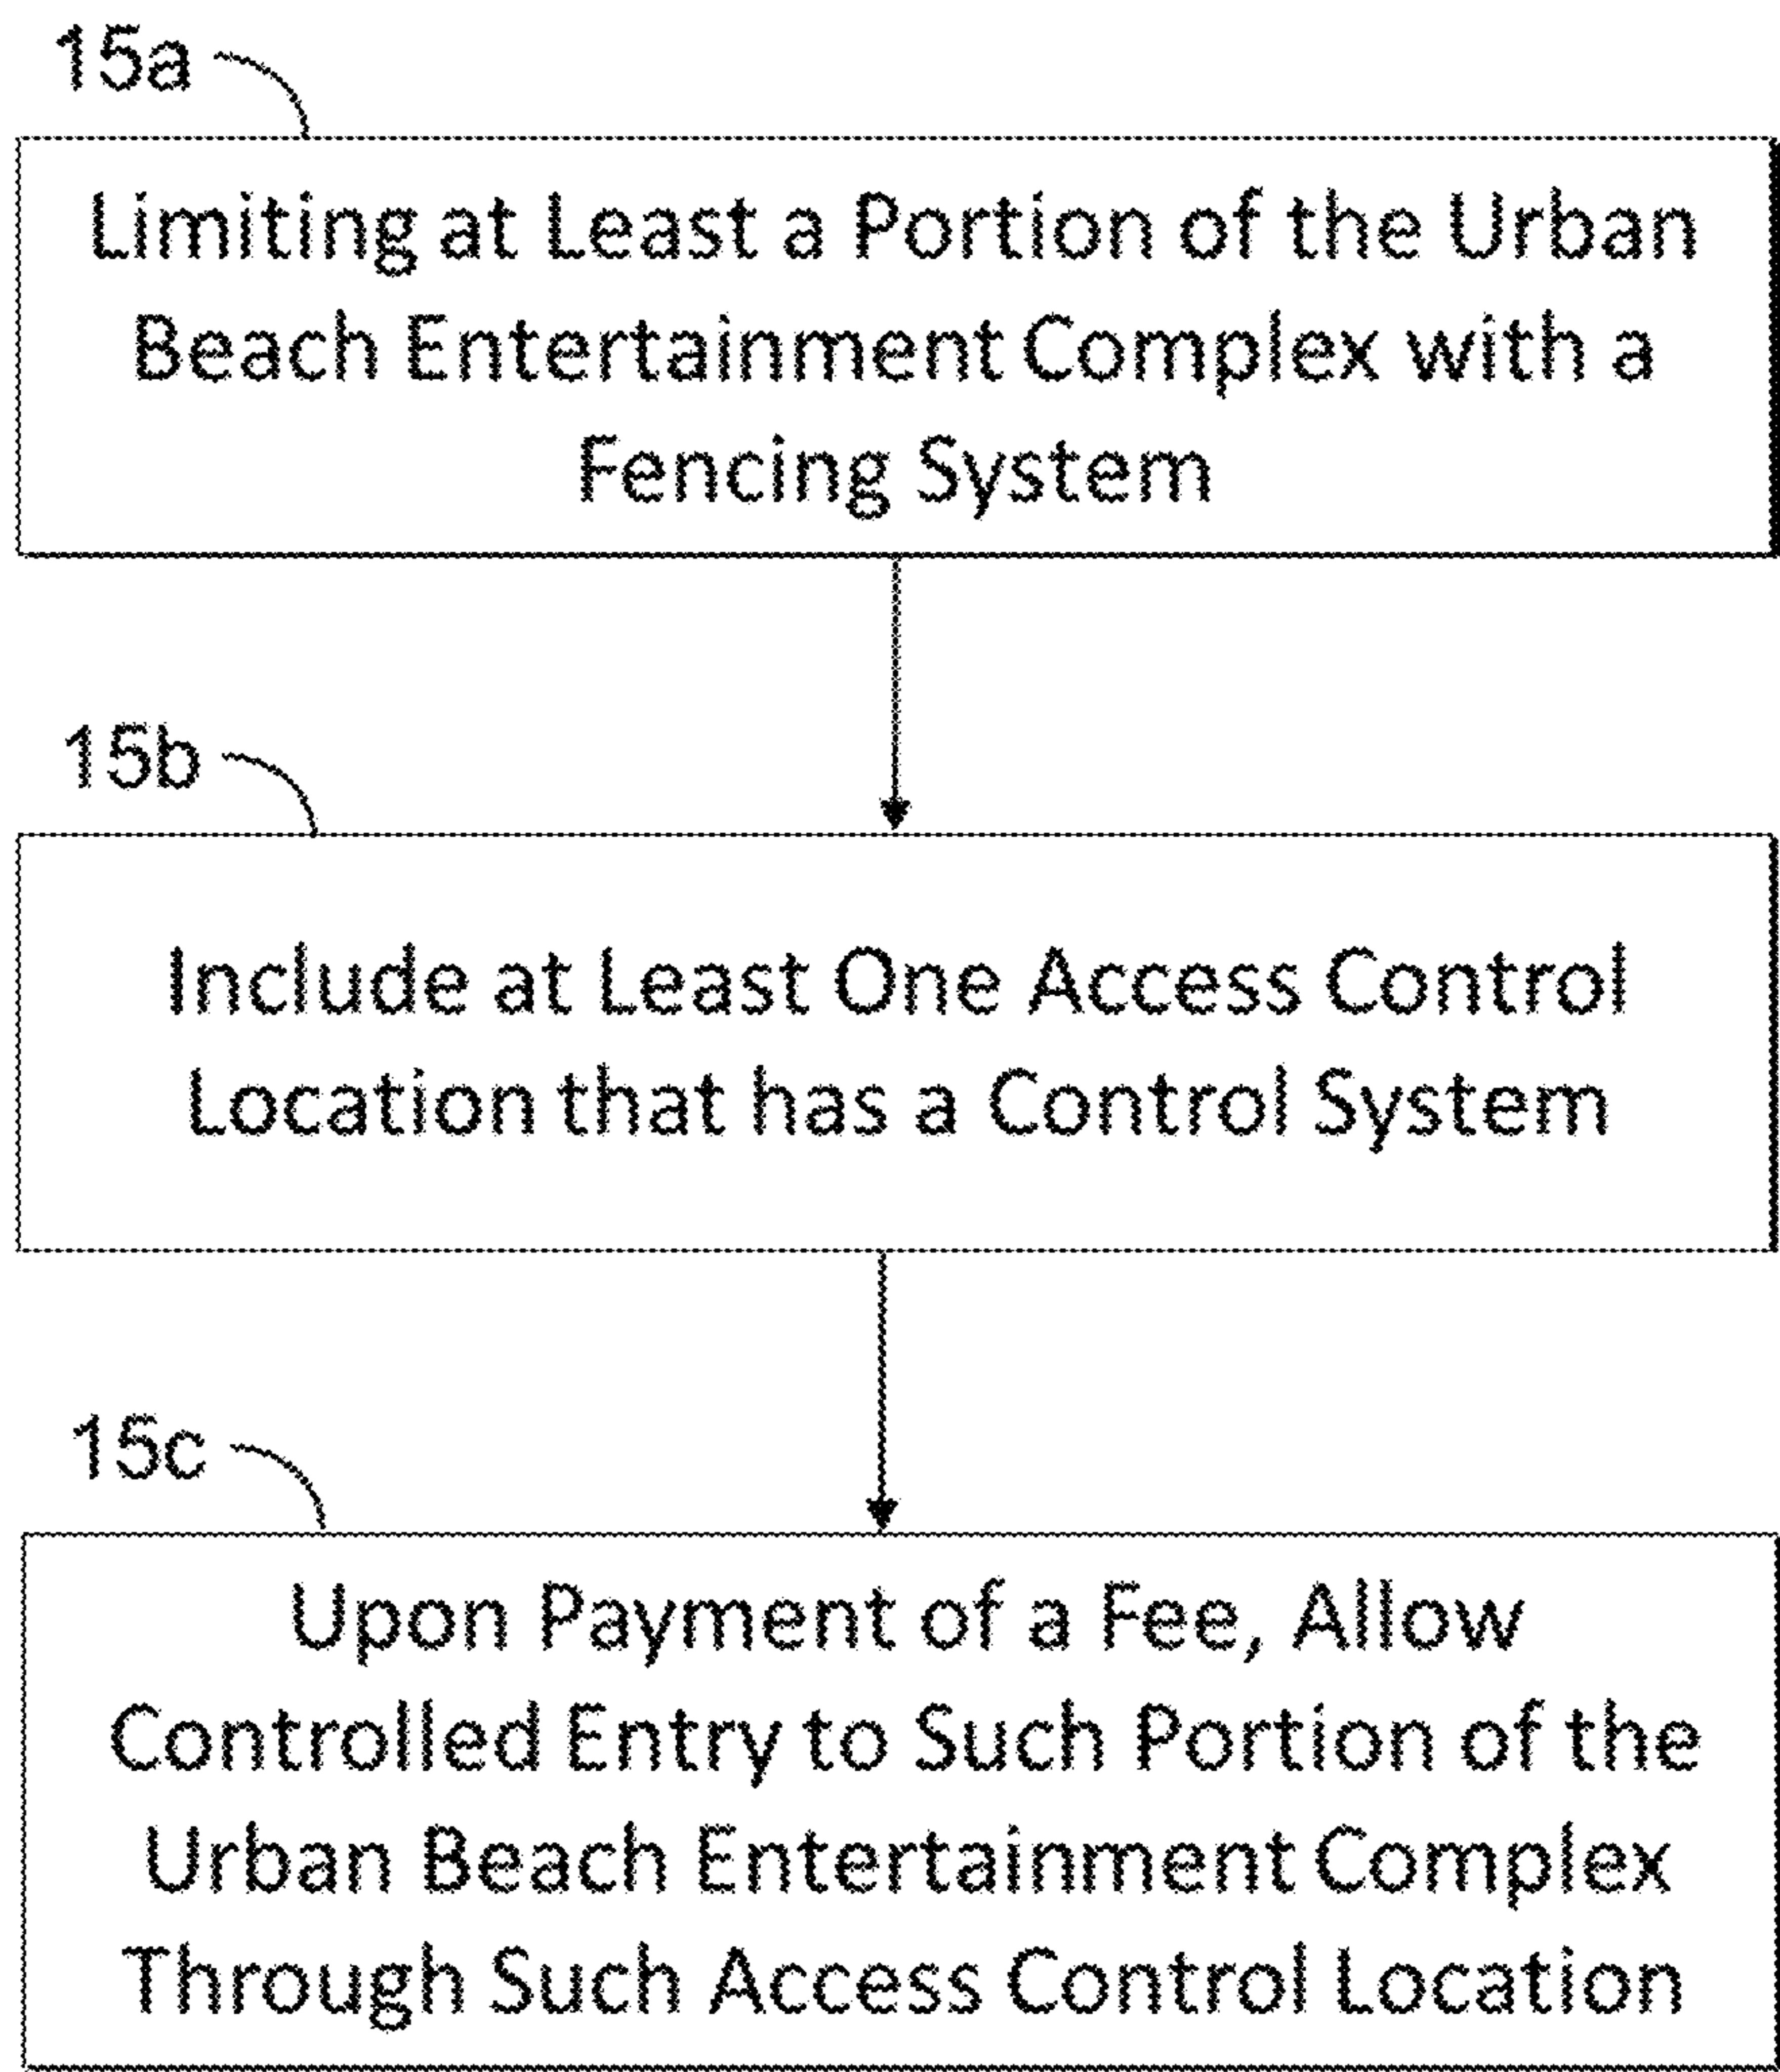 15a
Limiting at Least a Portion of the Urban
Beach Entertainment Complex with a
Fencing System
15b
Include at Least One Access Control
Location that has a Control System
15c
Upon Payment of a Fee, Allow
Controlled Entry to Such Portion of the
Urban Beach Entertainment Complex
Through Such Access Control Location